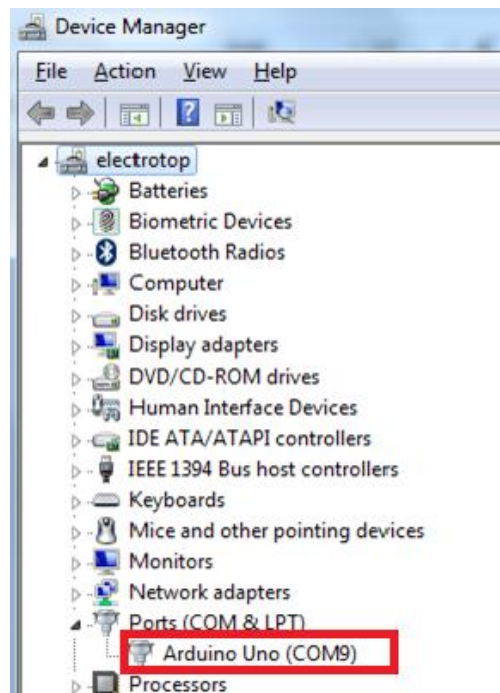 Device Manager
File Action View Help
electrotop
Batteries
Biometric Devices
Bluetooth Radios
Computer
Disk drives
Display adapters
DVD/CD-ROM drives
Human Interface Devices
IDE ATA/ATAPI controllers
IEEE 1394 Bus host controllers
Keyboards
Mice and other pointing devices
Monitors
Network adapters
Ports (COM & LPT)
Arduino Uno (COM9)
Processors